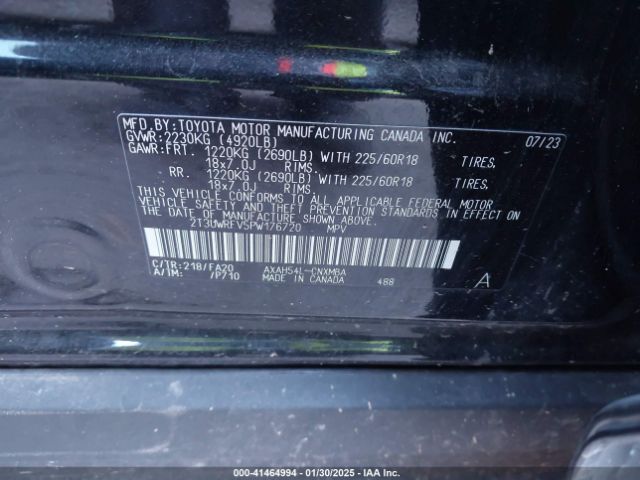 MFD. BY: TOYOTA MOTOR MANUFACTURING CANADA INC. 07/23
GVWR: 2230KG (4920LB)
GAWR: FRT. 1220KG (2690LB) WITH 225/60R18 TIRES,
18x7.0J RIMS.
RR. 1220KG (2690LB) WITH 225/60R18 TIRES,
18x7.0J RIMS.
THIS VEHICLE CONFORMS TO ALL APPLICABLE FEDERAL MOTOR
VEHICLE SAFETY AND THEFT PREVENTION STANDARDS IN EFFECT
ON THE DATE OF MANUFACTURE SHOWN ABOVE.
2T3UWRFV5PW176720 MPV
C/TR: 218/FA20 AXAH54L-CNXMBA
A/TM: /P710 MADE IN CANADA 488 A
000-41464994 | 01/30/2025 | IAA Inc.